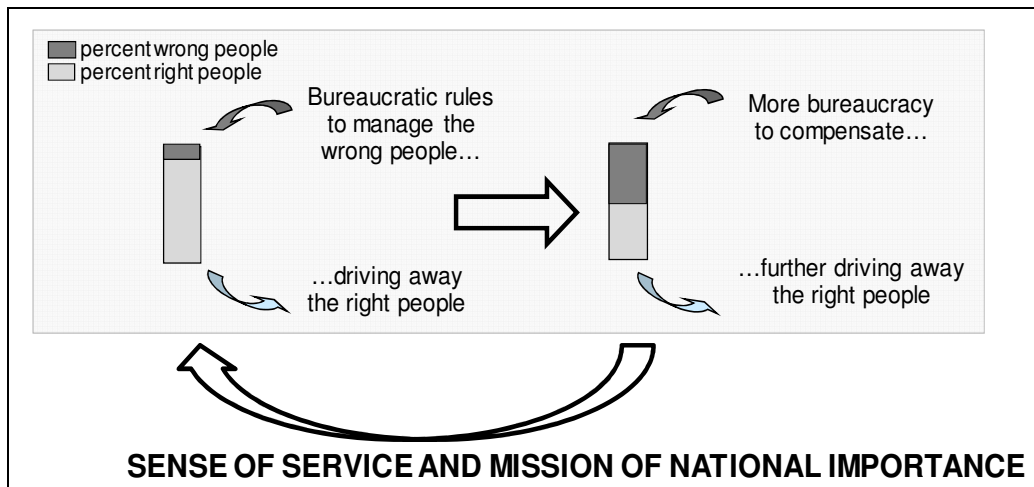 percent wrong people
percent right people
Bureaucratic rules
to manage the
wrong people…
…driving away
the right people
More bureaucracy
to compensate…
…further driving away
the right people
SENSE OF SERVICE AND MISSION OF NATIONAL IMPORTANCE